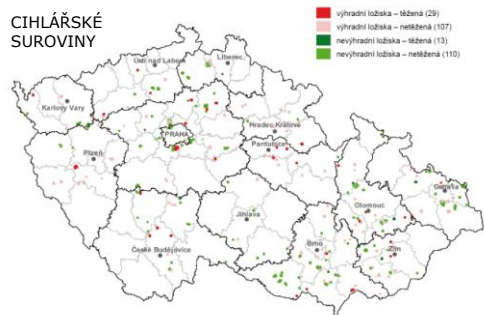 CIHLÁŘSKÉ
SUROVINY
výhradní ložiska – těžená (29)
výhradní ložiska – netěžená (107)
nevýhradní ložiska – těžená (13)
nevýhradní ložiska – netěžená (110)
Ústí nad Labem
Liberec
Karlovy Vary
PRAHA
Hradec Králové
Pardubice
Plzeň
Olomouc
Ostrava
Jihlava
Brno
Zlín
České Budějovice